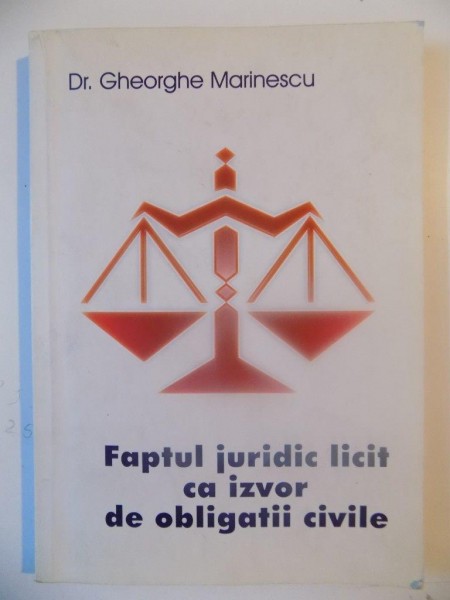 Dr. Gheorghe Marinescu
Faptul juridic licit
ca izvor
de obligatii civile